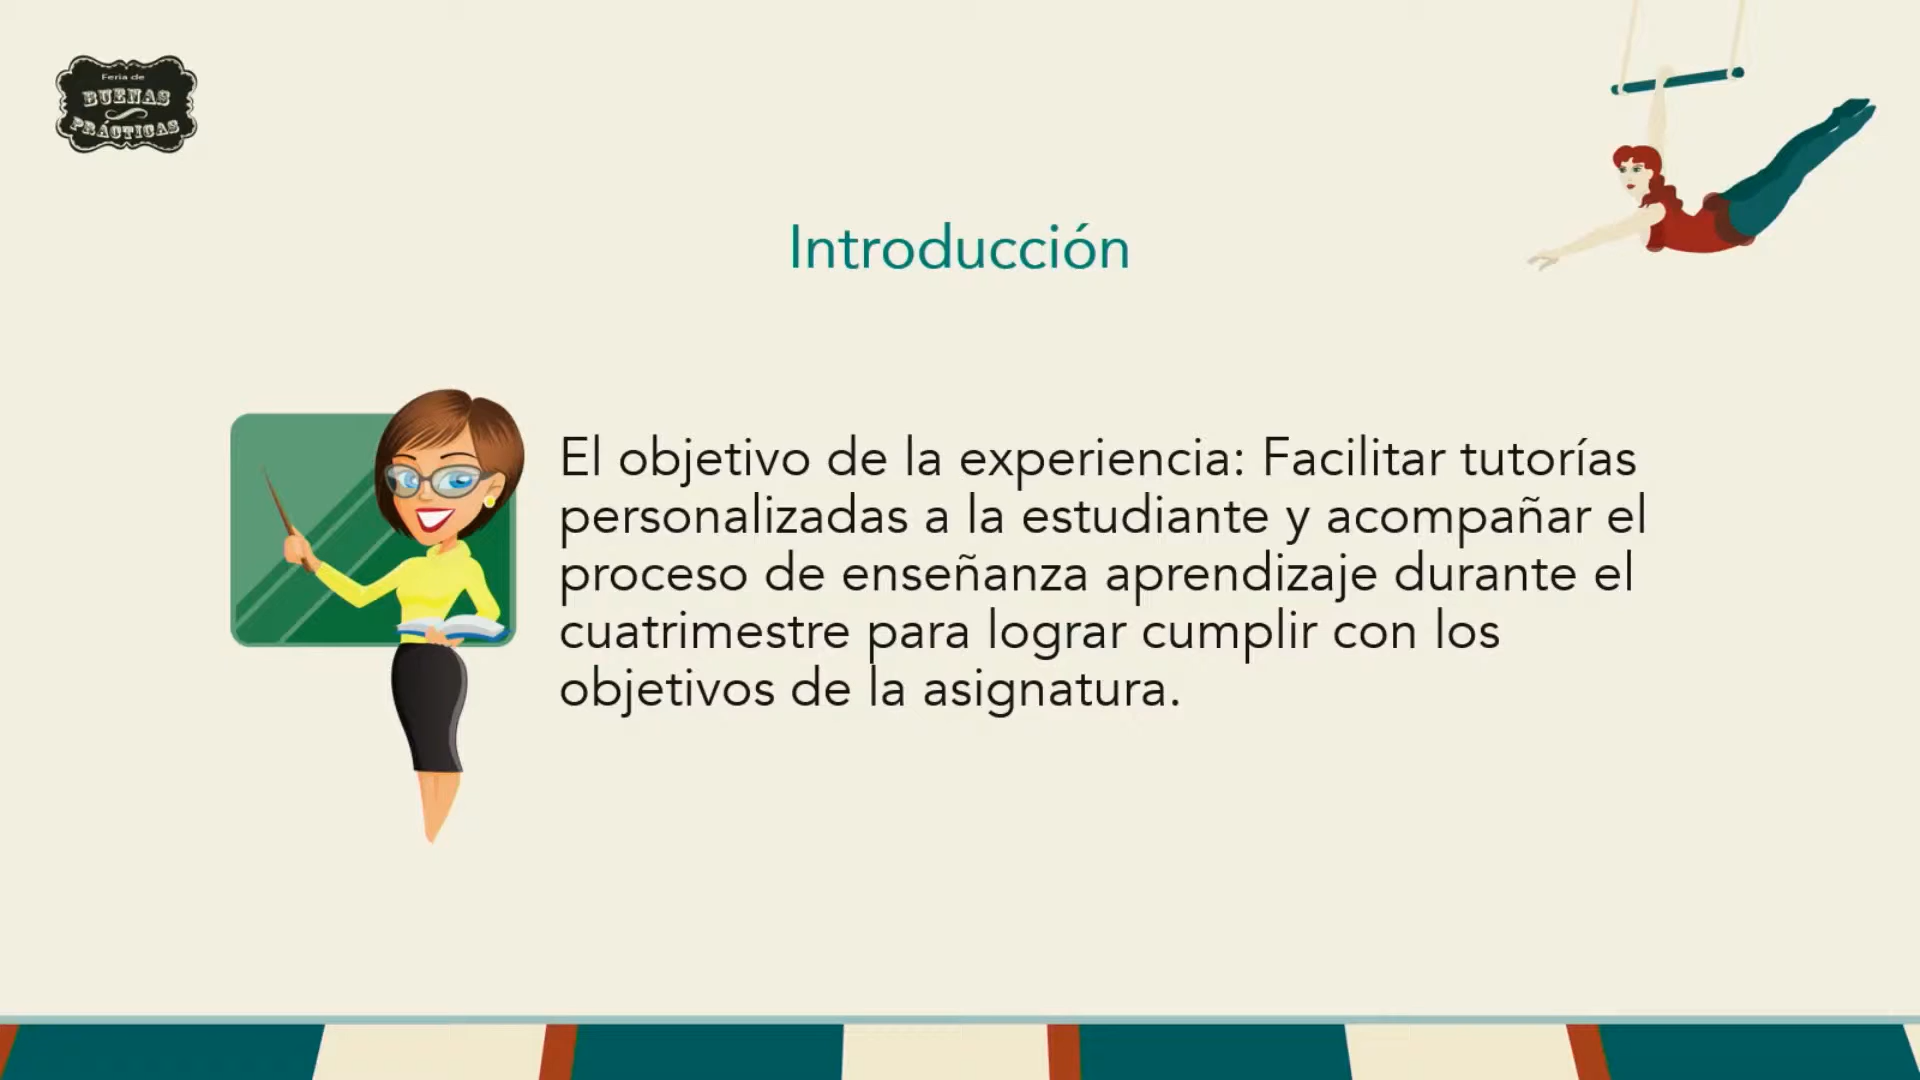 Feria de
BUENAS
PRÁCTICAS
Introducción
El objetivo de la experiencia: Facilitar tutorías
personalizadas a la estudiante y acompañar el
proceso de enseñanza aprendizaje durante el
cuatrimestre para lograr cumplir con los
objetivos de la asignatura.